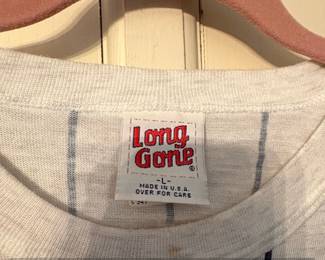 Long
Gone®
-L-
MADE IN U.S.A.
OVER FOR CARE